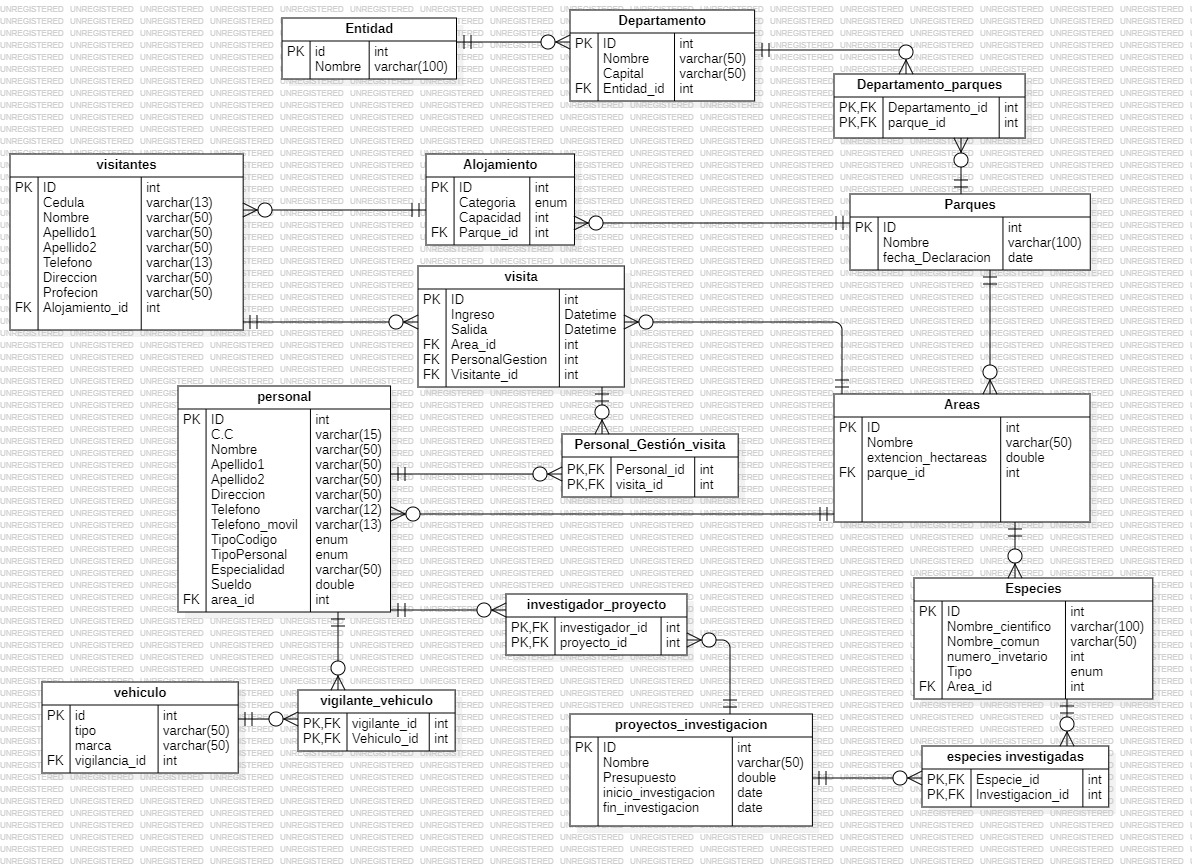 Entidad
PK id int
Nombre varchar(100)
Departamento
PK ID int
Nombre varchar(50)
Capital varchar(50)
FK Entidad_id int
Departamento_parques
PK,FK Departamento_id int
PK,FK parque_id int
visitantes
PK ID int
Cedula varchar(13)
Nombre varchar(50)
Apellido1 varchar(50)
Apellido2 varchar(50)
Telefono varchar(13)
Direccion varchar(50)
Profecion varchar(50)
FK Alojamiento_id int
Alojamiento
PK ID int
Categoria enum
Capacidad int
FK Parque_id int
Parques
PK ID int
Nombre varchar(100)
fecha_Declaracion date
visita
PK ID int
Ingreso Datetime
Salida Datetime
FK Area_id int
FK PersonalGestion int
FK Visitante_id int
personal
PK ID int
C.C varchar(15)
Nombre varchar(50)
Apellido1 varchar(50)
Apellido2 varchar(50)
Direccion varchar(50)
Telefono varchar(12)
Telefono_movil varchar(13)
TipoCodigo enum
TipoPersonal enum
Especialidad varchar(50)
Sueldo double
FK area_id int
Personal_Gestión_visita
PK,FK Personal_id int
PK,FK visita_id int
Areas
PK ID int
Nombre varchar(50)
extencion_hectareas double
FK parque_id int
Especies
PK ID int
Nombre_cientifico varchar(100)
Nombre_comun varchar(50)
numero_invetario int
Tipo enum
FK Area_id int
investigador_proyecto
PK,FK investigador_id int
PK,FK proyecto_id int
vehiculo
PK id int
tipo varchar(50)
marca varchar(50)
FK vigilancia_id int
vigilante_vehiculo
PK,FK vigilante_id int
PK,FK Vehiculo_id int
proyectos_investigacion
PK ID int
Nombre varchar(50)
Presupuesto double
inicio_investigacion date
fin_investigacion date
especies investigadas
PK,FK Especie_id int
PK,FK Investigacion_id int
UNREGISTERED